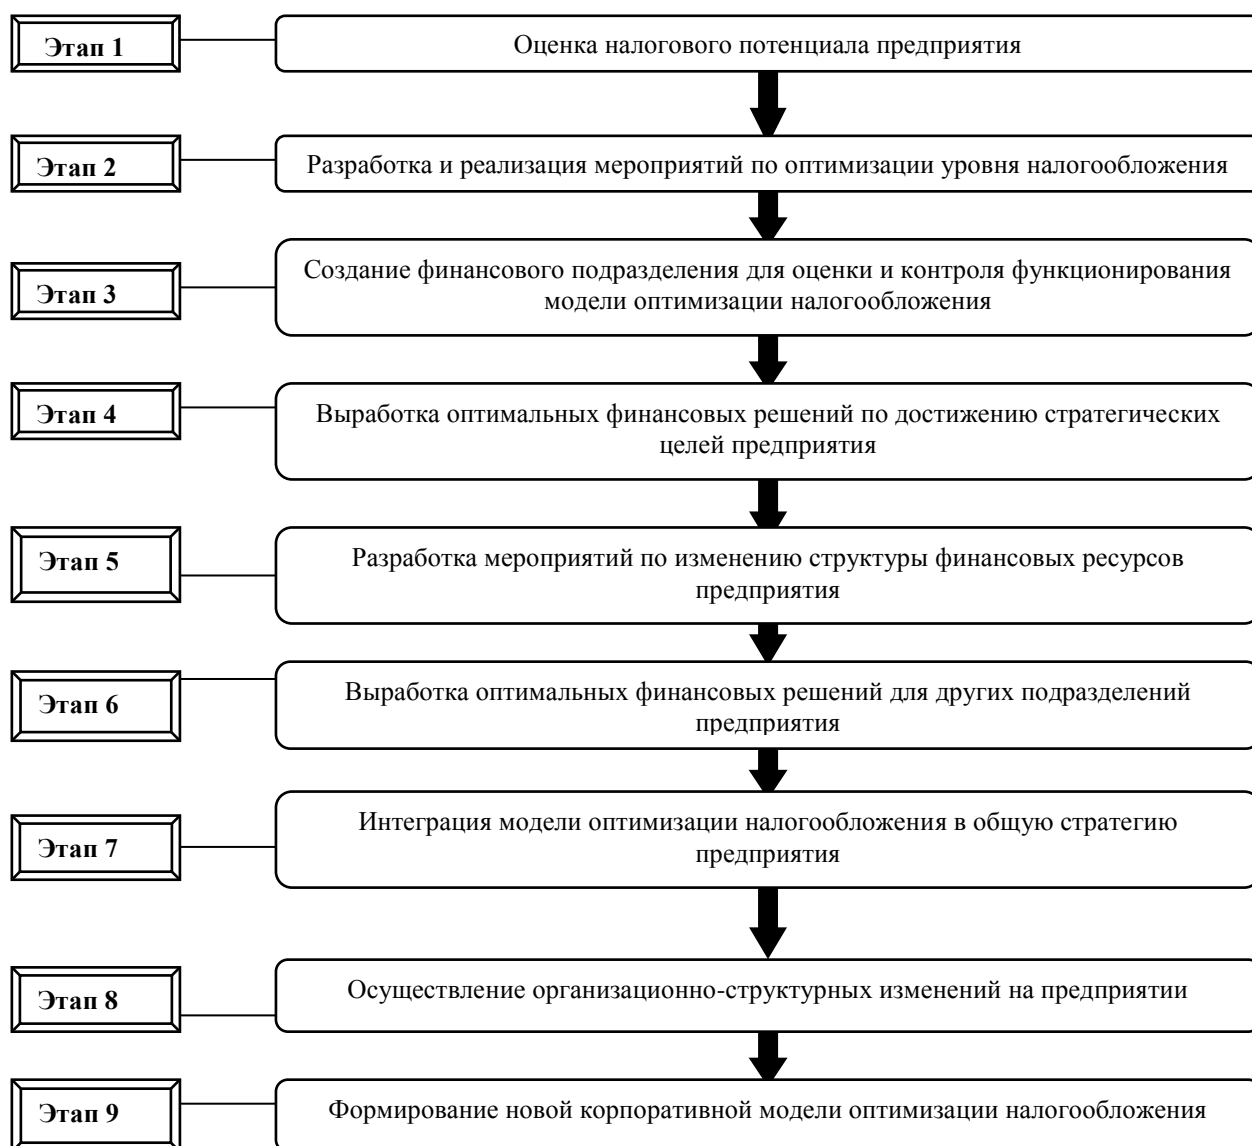 Этап 1
Оценка налогового потенциала предприятия
Этап 2
Разработка и реализация мероприятий по оптимизации уровня налогообложения
Этап 3
Создание финансового подразделения для оценки и контроля функционирования
модели оптимизации налогообложения
Этап 4
Выработка оптимальных финансовых решений по достижению стратегических
целей предприятия
Этап 5
Разработка мероприятий по изменению структуры финансовых ресурсов
предприятия
Этап 6
Выработка оптимальных финансовых решений для других подразделений
предприятия
Этап 7
Интеграция модели оптимизации налогообложения в общую стратегию
предприятия
Этап 8
Осуществление организационно-структурных изменений на предприятии
Этап 9
Формирование новой корпоративной модели оптимизации налогообложения